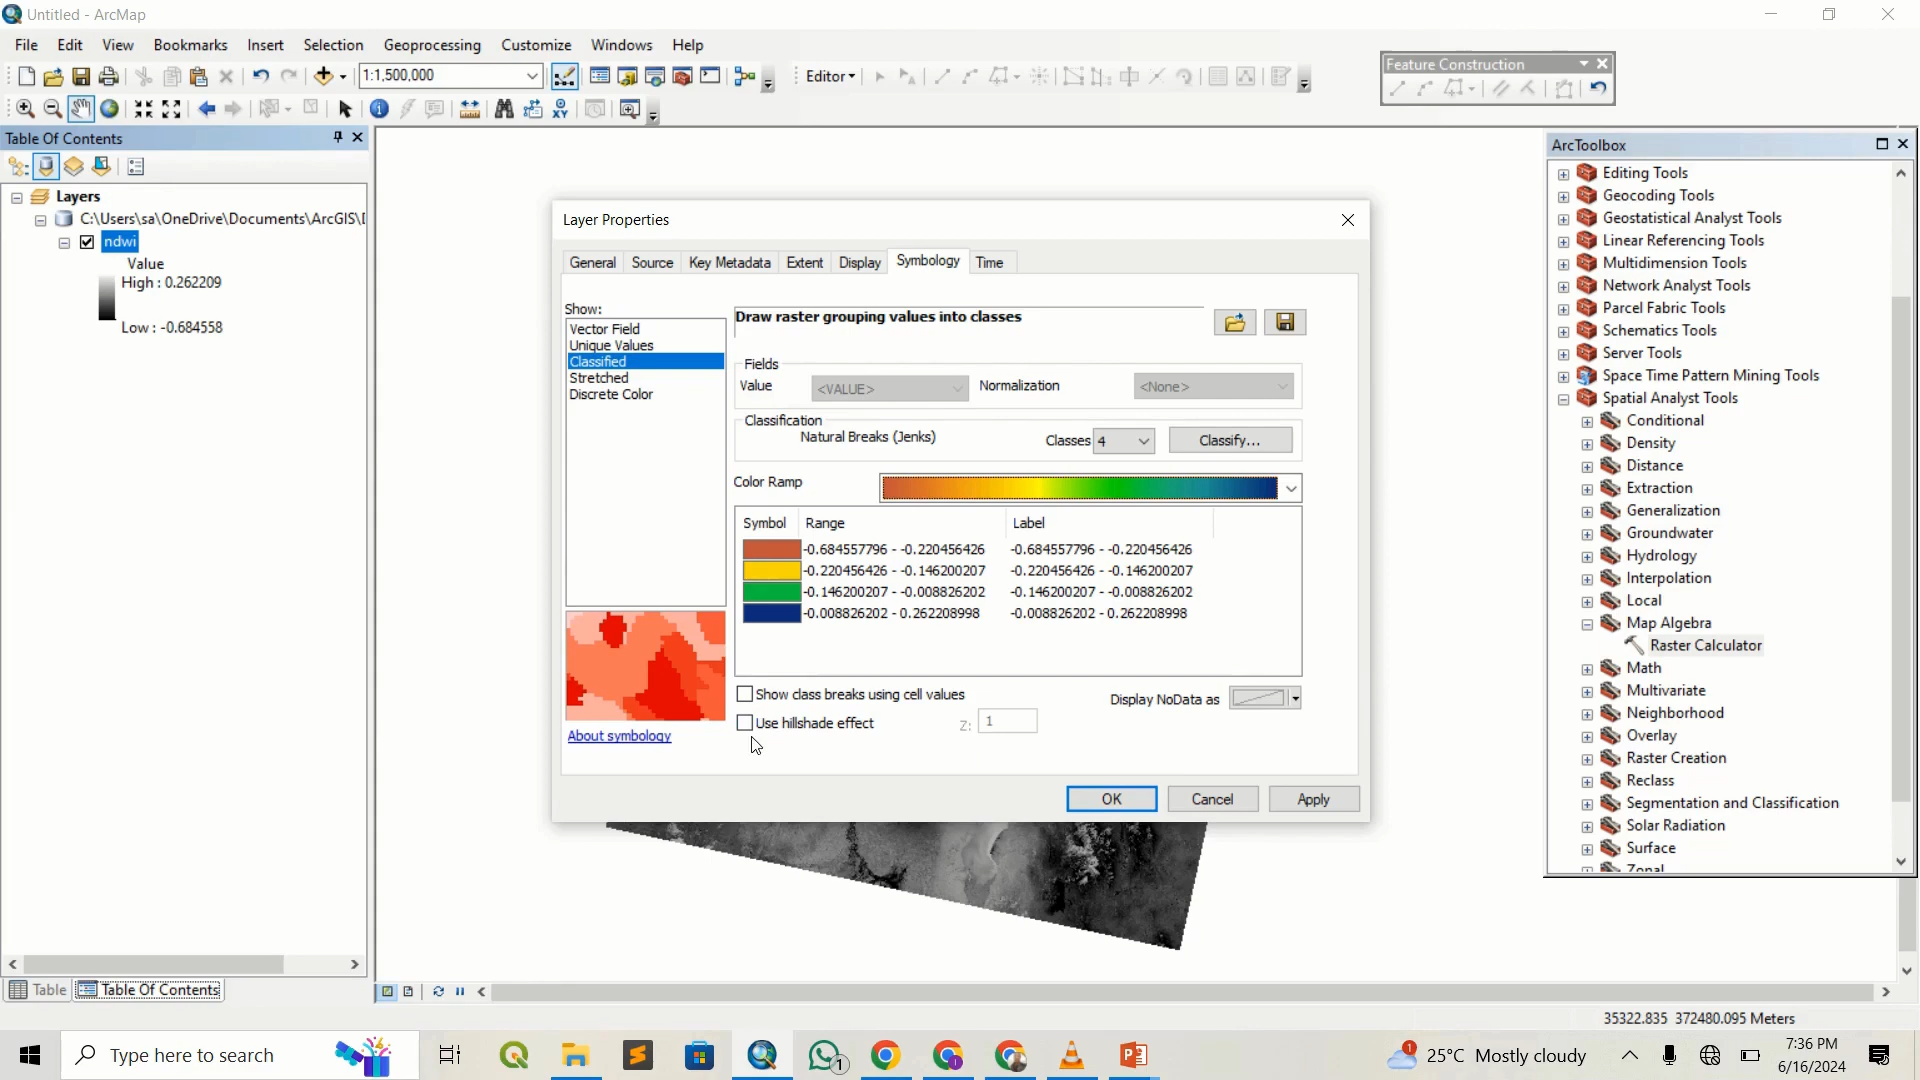 Untitled - ArcMap
File Edit View Bookmarks Insert Selection Geoprocessing Customize Windows Help
1:1,500,000
Editor
Feature Construction
Table Of Contents
Layers
C:\Users\sa\OneDrive\Documents\ArcGIS\
ndwi
Value
High : 0.262209
Low : -0.684558
Layer Properties
General Source Key Metadata Extent Display Symbology Time
Show:
Vector Field
Unique Values
Classified
Stretched
Discrete Color
About symbology
Draw raster grouping values into classes
Fields
Value <VALUE> Normalization <None>
Classification
Natural Breaks (Jenks) Classes 4 Classify...
Color Ramp
Symbol Range Label
-0.684557796 - -0.220456426 -0.684557796 - -0.220456426
-0.220456426 - -0.146200207 -0.220456426 - -0.146200207
-0.146200207 - -0.008826202 -0.146200207 - -0.008826202
-0.008826202 - 0.262208998 -0.008826202 - 0.262208998
Show class breaks using cell values Display NoData as
Use hillshade effect Z: 1
OK Cancel Apply
ArcToolbox
Editing Tools
Geocoding Tools
Geostatistical Analyst Tools
Linear Referencing Tools
Multidimension Tools
Network Analyst Tools
Parcel Fabric Tools
Schematics Tools
Server Tools
Space Time Pattern Mining Tools
Spatial Analyst Tools
Conditional
Density
Distance
Extraction
Generalization
Groundwater
Hydrology
Interpolation
Local
Map Algebra
Raster Calculator
Math
Multivariate
Neighborhood
Overlay
Raster Creation
Reclass
Segmentation and Classification
Solar Radiation
Surface
Zonal
Table Table Of Contents
35322.835 372480.095 Meters
Type here to search
1
1
25°C Mostly cloudy
7:36 PM
6/16/2024